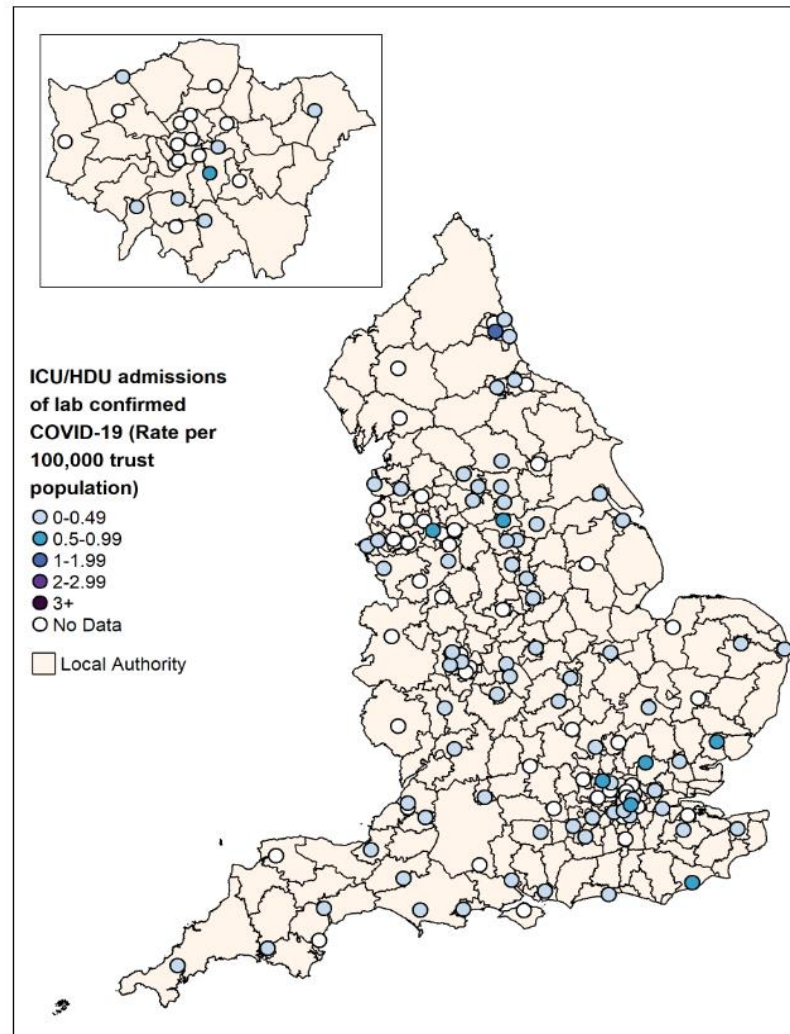 ICU/HDU admissions
of lab confirmed
COVID-19 (Rate per
100,000 trust
population)
0-0.49
0.5-0.99
1-1.99
2-2.99
3+
No Data
Local Authority